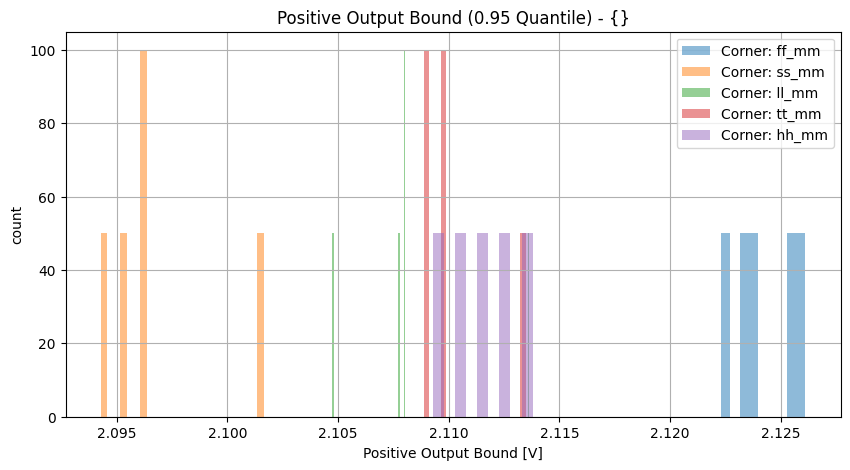 Positive Output Bound (0.95 Quantile) - {}
Corner: ff_mm
Corner: ss_mm
Corner: ll_mm
Corner: tt_mm
Corner: hh_mm
count
100
80
60
40
20
0
2.095 2.100 2.105 2.110 2.115 2.120 2.125
Positive Output Bound [V]